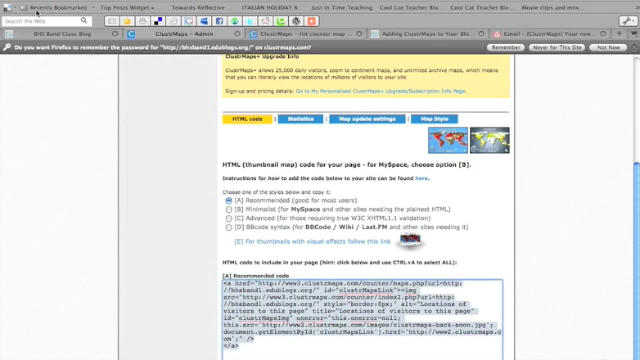 Recently Bookmarked
Top Poses Widget
Towards Reflective
ITALIAN HOLIDAY B
Just in Time Teaching
Cool Cat Teacher Blo
Cool Cat Teacher Blo
Movie clips and mov
Search the Web
BHS Band Class Blog
ClustrMaps
ClustrMaps - Hit counter map
Adding ClustrMaps to Your Blo
Gmail - [Email] Your new
Do you want Firefox to remember the password for "http://bhsband1.edublogs.org/" on clustrmaps.com?
Remember
Never for This Site
Not Now
ClustrMaps+ Upgrade Info
ClustrMaps+ allows 25,000 daily visitors, zoom to continent maps, and unlimited archive maps, which means
that you can literally view the locations of millions of visitors to your site
Sign-up and pricing details: Go to My Personalised ClustrMaps+ Upgrade/Subscription Info Page.
HTML code | Statistics | Map update settings | Map Style
HTML (thumbnail map) code for your page - for MySpace, choose option [B].
Instructions for how to add the code below to your site can be found here.
Choose one of the styles below and copy it:
[A] Recommended (good for most users)
[B] Minimalist (for MySpace and other sites needing the plainest HTML)
[C] Advanced (for those requiring true W3C XHTML1.1 validation)
[D] BBcode syntax (for BBCode / Wiki / Last.FM and other sites needing it)
[E] For thumbnails with visual effects follow this link
HTML code to include in your page (hint: click below and use CTRL+A to select ALL):
[A] Recommended code
<a href="http://www3.clustrmaps.com/counter/maps.php?url=http:
//bhsband1.edublogs.org/" id="clustrMapsLink"><img
src="http://www3.clustrmaps.com/counter/index2.php?url=http:
//bhsband1.edublogs.org/" style="border:0px;" alt="Locations of
visitors to this page" title="Locations of visitors to this page"
id="clustrMapsImg" onerror="this.onerror=null;
this.src='http://www2.clustrmaps.com/images/clustrmaps-back-soon.jpg';
document.getElementById('clustrMapsLink').href='http://www2.clustrmaps.c
om';" />
</a>